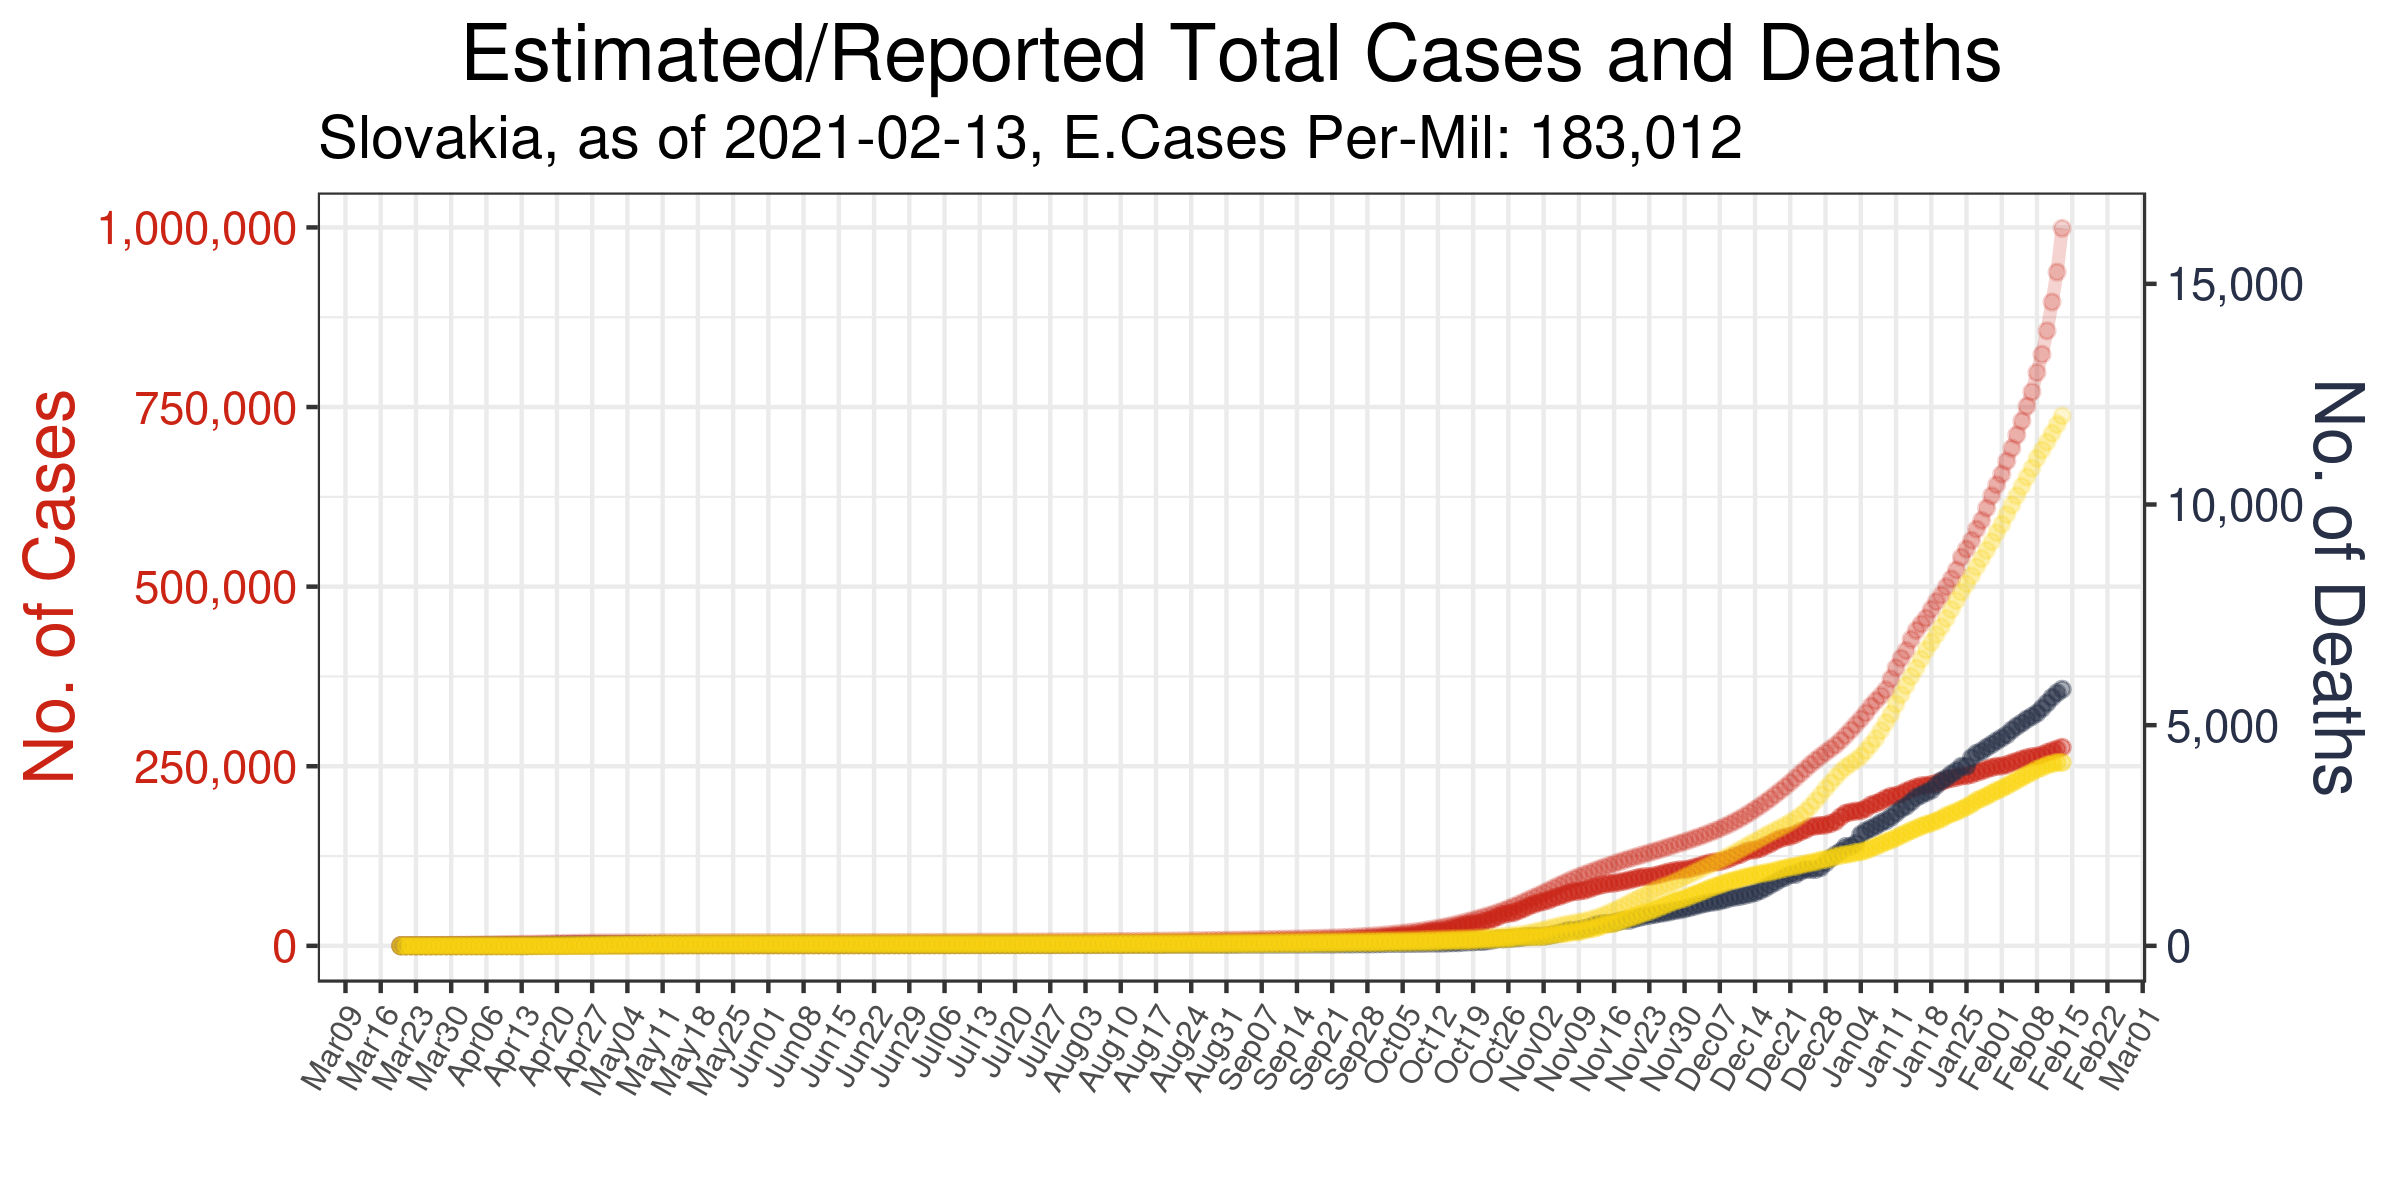 Estimated/Reported Total Cases and Deaths
Slovakia, as of 2021-02-13, E.Cases Per-Mil: 183,012
No. of Cases
1,000,000
750,000
500,000
250,000
0
15,000
10,000
5,000
0
No. of Deaths
Mar09
Mar16
Mar23
Mar30
Apr06
Apr13
Apr20
Apr27
May04
May11
May18
May25
Jun01
Jun08
Jun15
Jun22
Jun29
Jul06
Jul13
Jul20
Jul27
Aug03
Aug10
Aug17
Aug24
Aug31
Sep07
Sep14
Sep21
Sep28
Oct05
Oct12
Oct19
Oct26
Nov02
Nov09
Nov16
Nov23
Nov30
Dec07
Dec14
Dec21
Dec28
Jan04
Jan11
Jan18
Jan25
Feb01
Feb08
Feb15
Feb22
Mar01